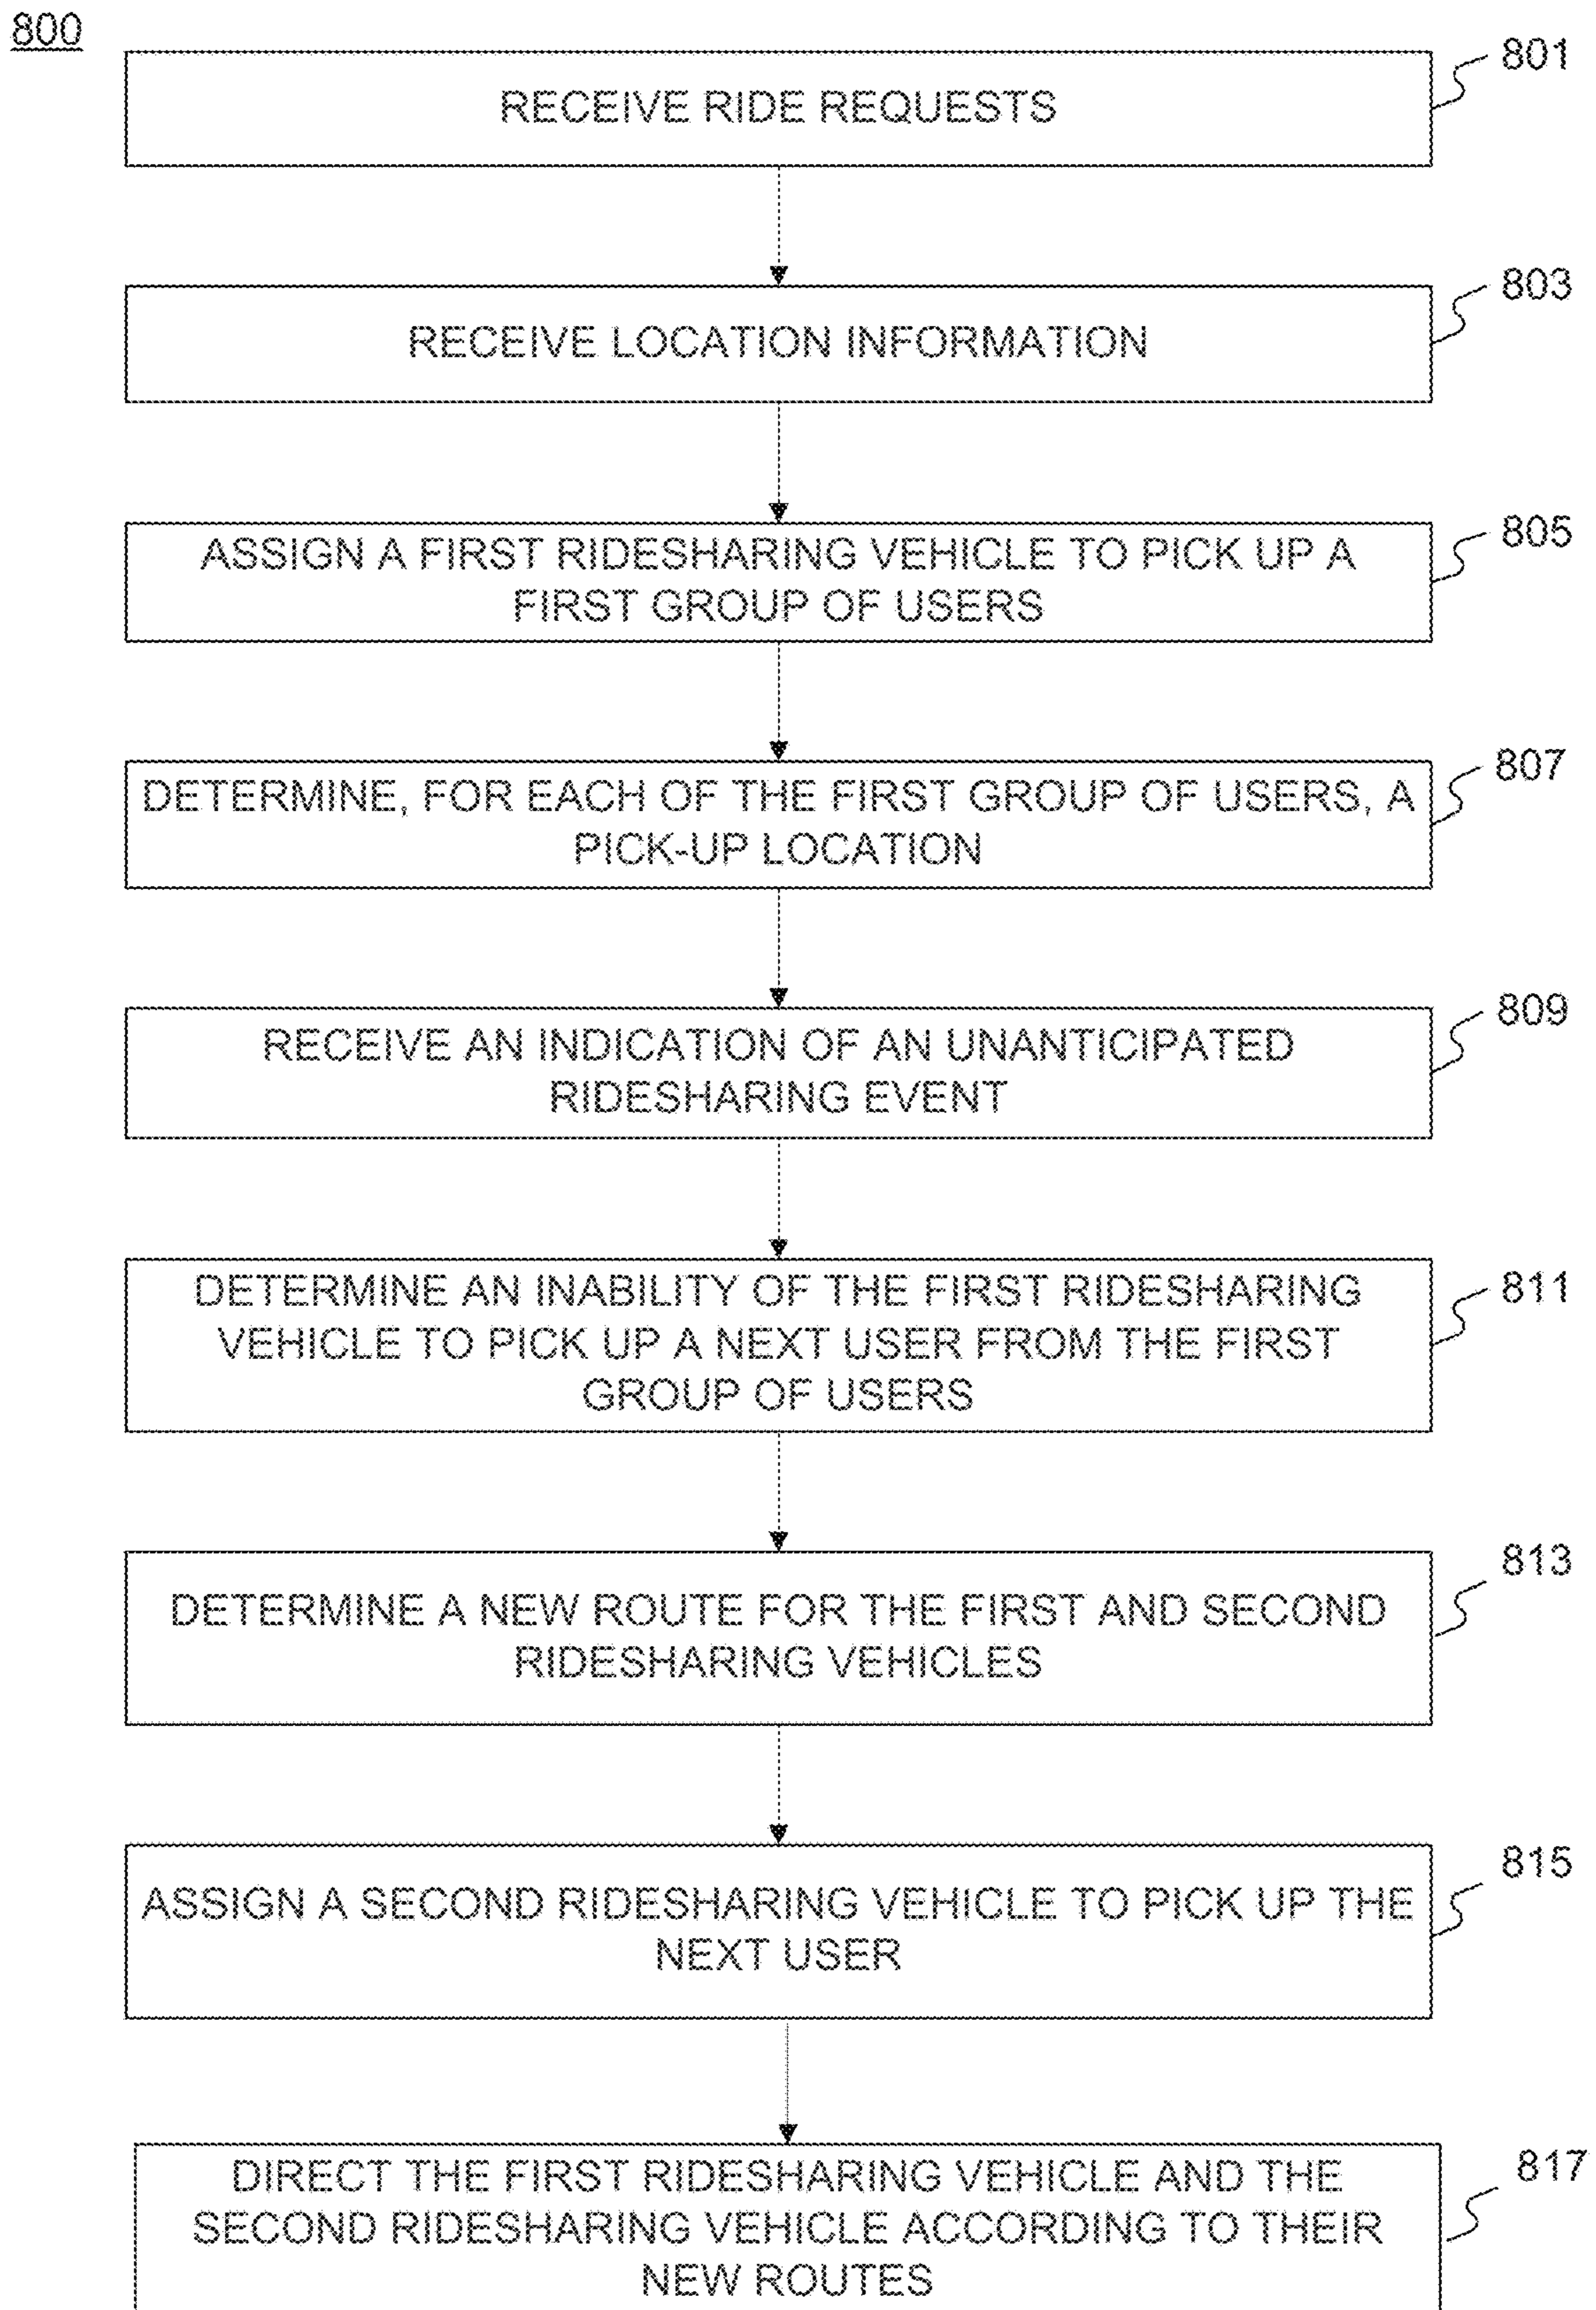 800
RECEIVE RIDE REQUESTS
801
RECEIVE LOCATION INFORMATION
803
ASSIGN A FIRST RIDESHARING VEHICLE TO PICK UP A
FIRST GROUP OF USERS
805
DETERMINE, FOR EACH OF THE FIRST GROUP OF USERS, A
PICK-UP LOCATION
807
RECEIVE AN INDICATION OF AN UNANTICIPATED
RIDESHARING EVENT
809
DETERMINE AN INABILITY OF THE FIRST RIDESHARING
VEHICLE TO PICK UP A NEXT USER FROM THE FIRST
GROUP OF USERS
811
DETERMINE A NEW ROUTE FOR THE FIRST AND SECOND
RIDESHARING VEHICLES
813
ASSIGN A SECOND RIDESHARING VEHICLE TO PICK UP THE
NEXT USER
815
DIRECT THE FIRST RIDESHARING VEHICLE AND THE
SECOND RIDESHARING VEHICLE ACCORDING TO THEIR
NEW ROUTES
817